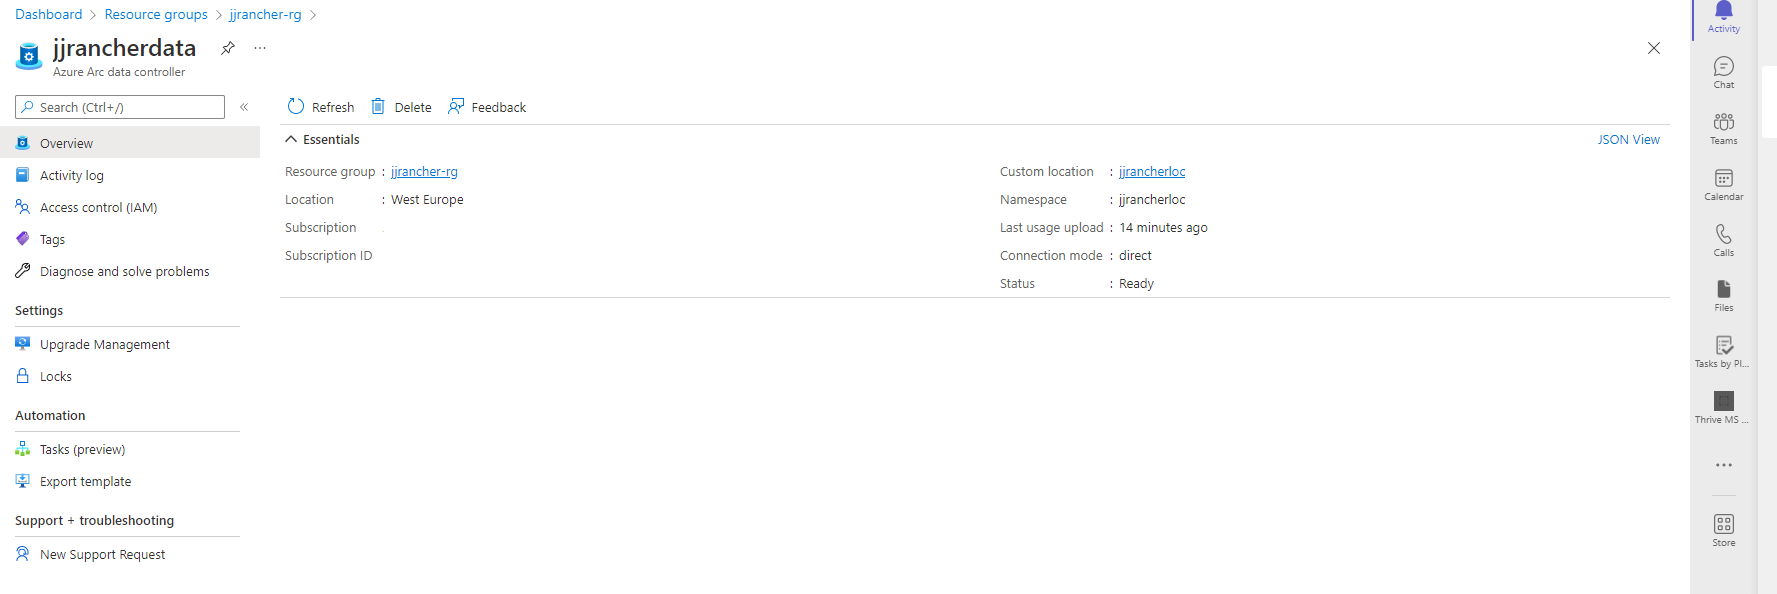 Dashboard > Resource groups > jjrancher-rg >
jjrancherdata
Azure Arc data controller
Search (Ctrl+/)
Overview
Activity log
Access control (IAM)
Tags
Diagnose and solve problems
Settings
Upgrade Management
Locks
Automation
Tasks (preview)
Export template
Support + troubleshooting
New Support Request
Refresh Delete Feedback
Essentials
JSON View
Resource group : jjrancher-rg
Location : West Europe
Subscription
Subscription ID
Custom location : jjrancherloc
Namespace : jjrancherloc
Last usage upload : 14 minutes ago
Connection mode : direct
Status : Ready
Activity
Chat
Teams
Calendar
Calls
Files
Tasks by Pl...
Thrive MS ...
Store